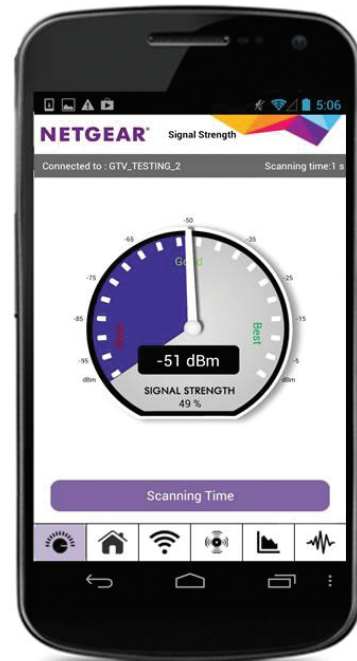 5:06
NETGEAR® Signal Strength
Connected to : GTV_TESTING_2 Scanning time:1 s
-50
-65 -35
Good
-75 -25
-85 -15
Best
-95 -5
dBm dBm
-51 dBm
SIGNAL STRENGTH
49 %
Scanning Time